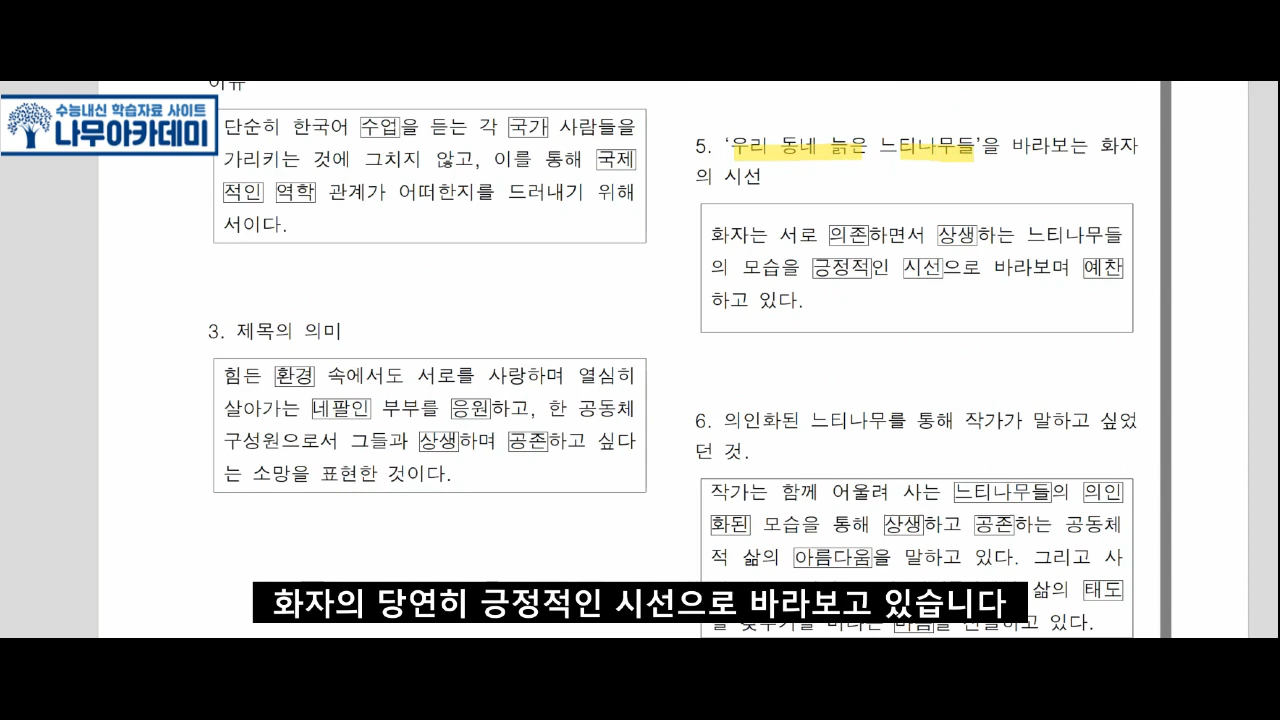 이유
수능내신 학습자료 사이트
나무아카데미
단순히 한국어 수업을 듣는 각 국가 사람들을
가리키는 것에 그치지 않고, 이를 통해 국제
적인 역학 관계가 어떠한지를 드러내기 위해
서이다.
3. 제목의 의미
힘든 환경 속에서도 서로를 사랑하며 열심히
살아가는 네팔인 부부를 응원하고, 한 공동체
구성원으로서 그들과 상생하며 공존하고 싶다
는 소망을 표현한 것이다.
5. ‘우리 동네 늙은 느티나무들’을 바라보는 화자
의 시선
화자는 서로 의존하면서 상생하는 느티나무들
의 모습을 긍정적인 시선으로 바라보며 예찬
하고 있다.
6. 의인화된 느티나무를 통해 작가가 말하고 싶었
던 것.
작가는 함께 어울려 사는 느티나무들의 의인
화된 모습을 통해 상생하고 공존하는 공동체
적 삶의 아름다움을 말하고 있다. 그리고 사
삶의 태도
하고 있다.
화자의 당연히 긍정적인 시선으로 바라보고 있습니다